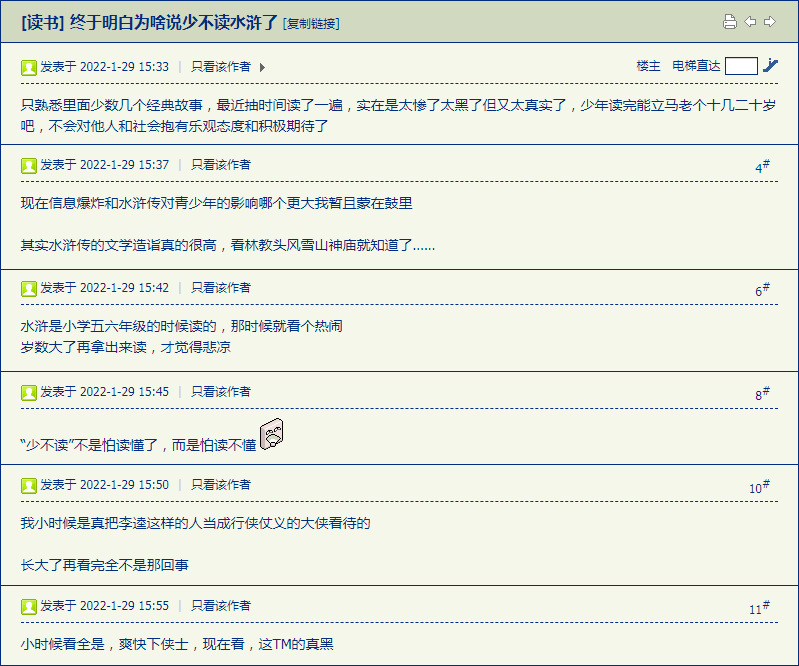 [读书] 终于明白为啥说少不读水浒了 [复制链接]
发表于 2022-1-29 15:33 | 只看该作者 楼主 电梯直达
只熟悉里面少数几个经典故事，最近抽时间读了一遍，实在是太惨了太黑了但又太真实了，少年读完能立马老个十几二十岁
吧，不会对他人和社会抱有乐观态度和积极期待了
发表于 2022-1-29 15:37 | 只看该作者 4#
现在信息爆炸和水浒传对青少年的影响哪个更大我暂且蒙在鼓里
其实水浒传的文学造诣真的很高，看林教头风雪山神庙就知道了......
发表于 2022-1-29 15:42 | 只看该作者 6#
水浒是小学五六年级的时候读的，那时候就看个热闹
岁数大了再拿出来读，才觉得悲凉
发表于 2022-1-29 15:45 | 只看该作者 8#
“少不读”不是怕读懂了，而是怕读不懂
发表于 2022-1-29 15:50 | 只看该作者 10#
我小时候是真把李逵这样的人当成行侠仗义的大侠看待的
长大了再看完全不是那回事
发表于 2022-1-29 15:55 | 只看该作者 11#
小时候看全是，爽快下侠士，现在看，这TM的真黑